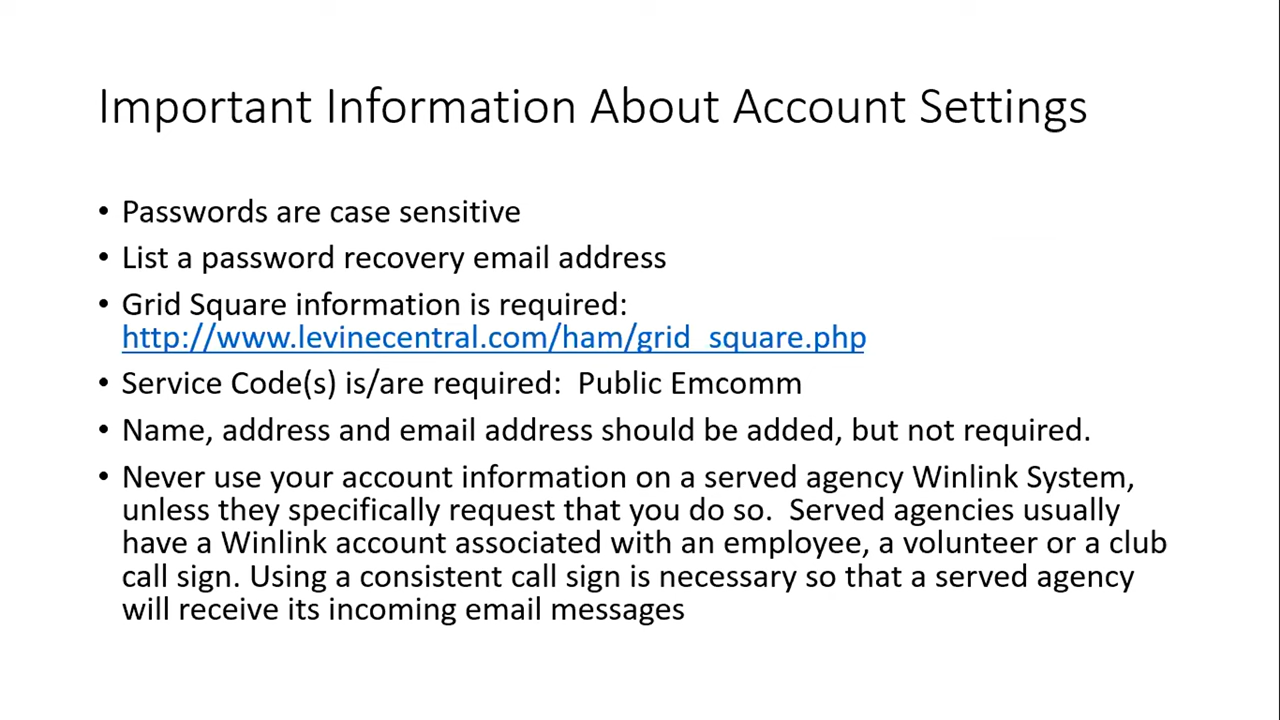 Important Information About Account Settings
• Passwords are case sensitive
• List a password recovery email address
• Grid Square information is required:
http://www.levinecentral.com/ham/grid_square.php
• Service Code(s) is/are required:  Public Emcomm
• Name, address and email address should be added, but not required.
• Never use your account information on a served agency Winlink System,
unless they specifically request that you do so.  Served agencies usually
have a Winlink account associated with an employee, a volunteer or a club
call sign. Using a consistent call sign is necessary so that a served agency
will receive its incoming email messages